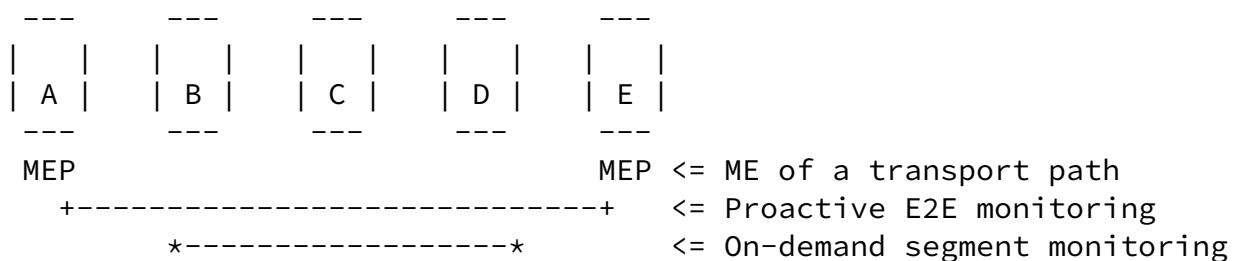 ---     ---     ---     ---     ---
|   |   |   |   |   |   |   |   |   |
| A |   | B |   | C |   | D |   | E |
 ---     ---     ---     ---     ---
 MEP                             MEP <= ME of a transport path
   +-----------------------------+   <= Proactive E2E monitoring
         *------------------*        <= On-demand segment monitoring